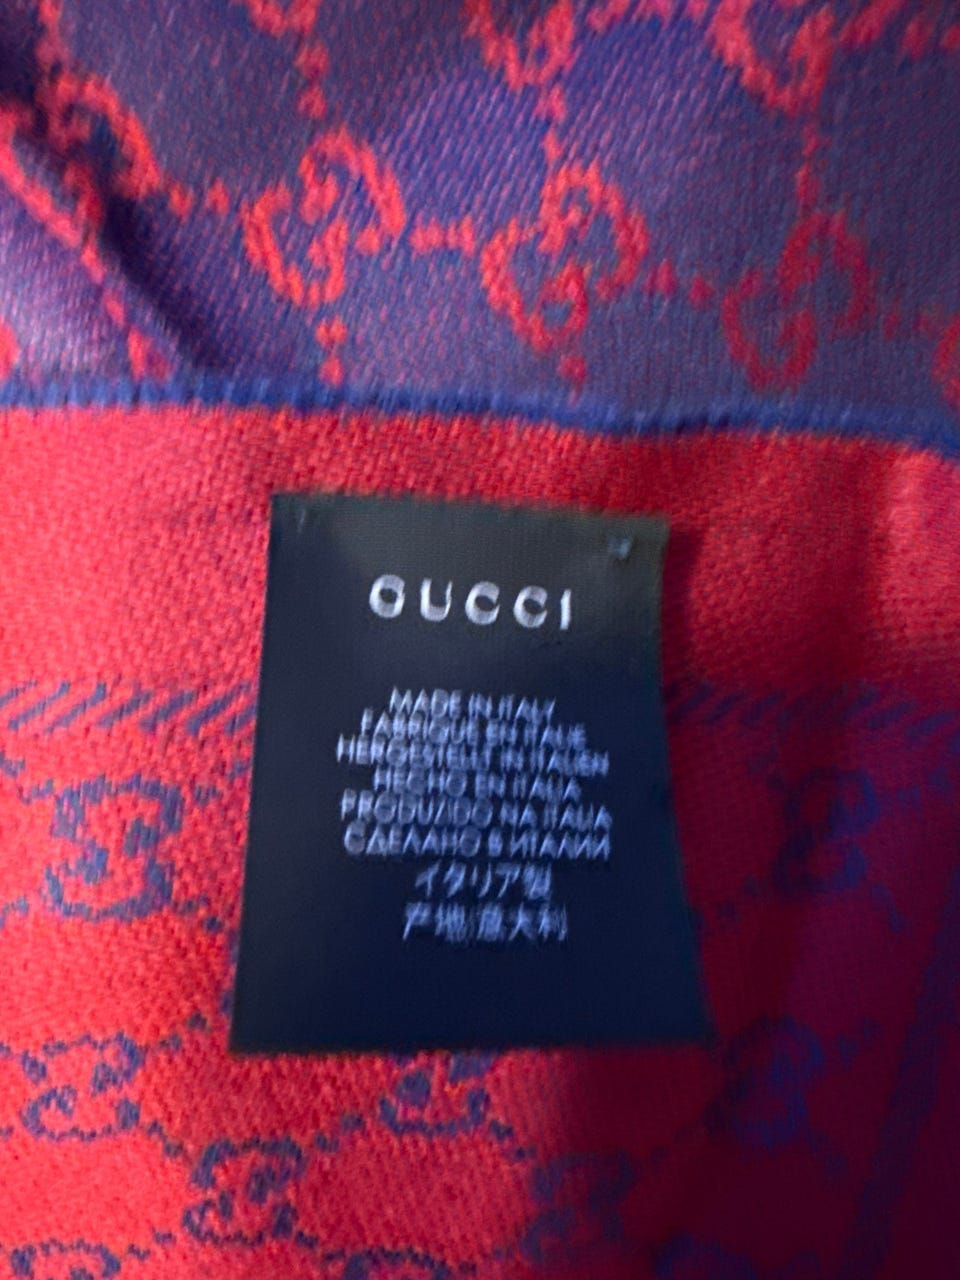 GUCCI
MADE IN ITALY
FABRIQUE EN ITALIE
HERGESTELLT IN ITALIEN
HECHO EN ITALIA
PRODUZIDO NA ITALIA
СДЕЛАНО В ИТАЛИИ
イタリア製
产地:意大利